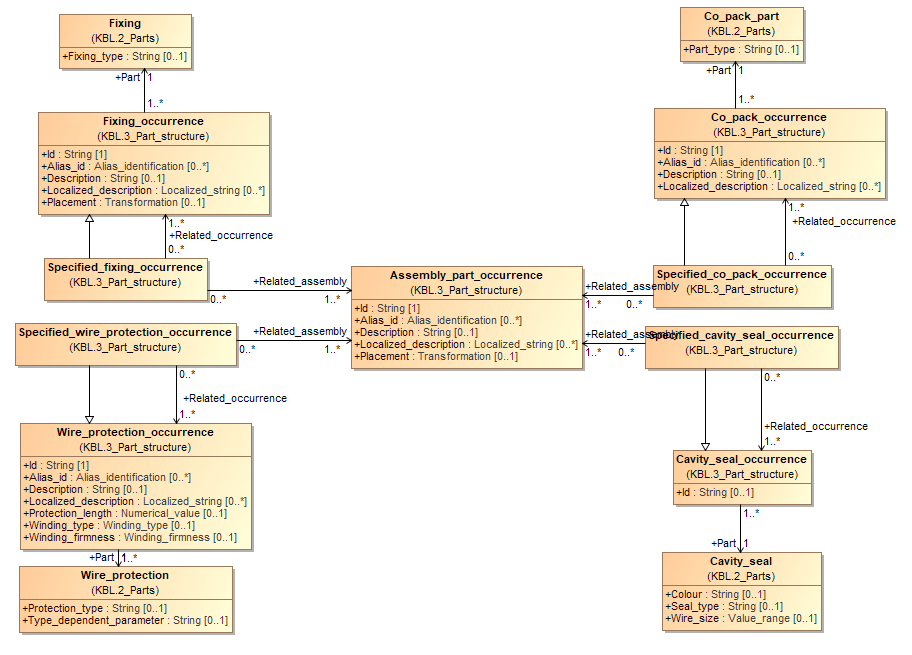 Fixing
(KBL.2_Parts)
+Fixing_type : String [0..1]
+Part
1
1..*
Fixing_occurrence
(KBL.3_Part_structure)
+Id : String [1]
+Alias_id : Alias_identification [0..*]
+Description : String [0..1]
+Localized_description : Localized_string [0..*]
+Placement : Transformation [0..1]
1..*
+Related_occurrence
0..*
Specified_fixing_occurrence
(KBL.3_Part_structure)
+Related_assembly
0..*
1..*
Co_pack_part
(KBL.2_Parts)
+Part_type : String [0..1]
+Part
1
1..*
Co_pack_occurrence
(KBL.3_Part_structure)
+Id : String [1]
+Alias_id : Alias_identification [0..*]
+Description : String [0..1]
+Localized_description : Localized_string [0..*]
1..*
+Related_occurrence
0..*
Specified_co_pack_occurrence
(KBL.3_Part_structure)
+Related_assembly
1..*
0..*
Assembly_part_occurrence
(KBL.3_Part_structure)
+Id : String [1]
+Alias_id : Alias_identification [0..*]
+Description : String [0..1]
+Localized_description : Localized_string [0..*]
+Placement : Transformation [0..1]
Specified_wire_protection_occurrence
(KBL.3_Part_structure)
+Related_assembly
0..*
1..*
0..*
+Related_occurrence
1..*
Wire_protection_occurrence
(KBL.3_Part_structure)
+Id : String [1]
+Alias_id : Alias_identification [0..*]
+Description : String [0..1]
+Localized_description : Localized_string [0..*]
+Protection_length : Numerical_value [0..1]
+Winding_type : Winding_type [0..1]
+Winding_firmness : Winding_firmness [0..1]
+Part
1..*
Wire_protection
(KBL.2_Parts)
+Protection_type : String [0..1]
+Type_dependent_parameter : String [0..1]
+Related_assembly
Specified_cavity_seal_occurrence
(KBL.3_Part_structure)
1..*
0..*
0..*
+Related_occurrence
1..*
Cavity_seal_occurrence
(KBL.3_Part_structure)
+Id : String [0..1]
1..*
+Part
1
Cavity_seal
(KBL.2_Parts)
+Colour : String [0..1]
+Seal_type : String [0..1]
+Wire_size : Value_range [0..1]